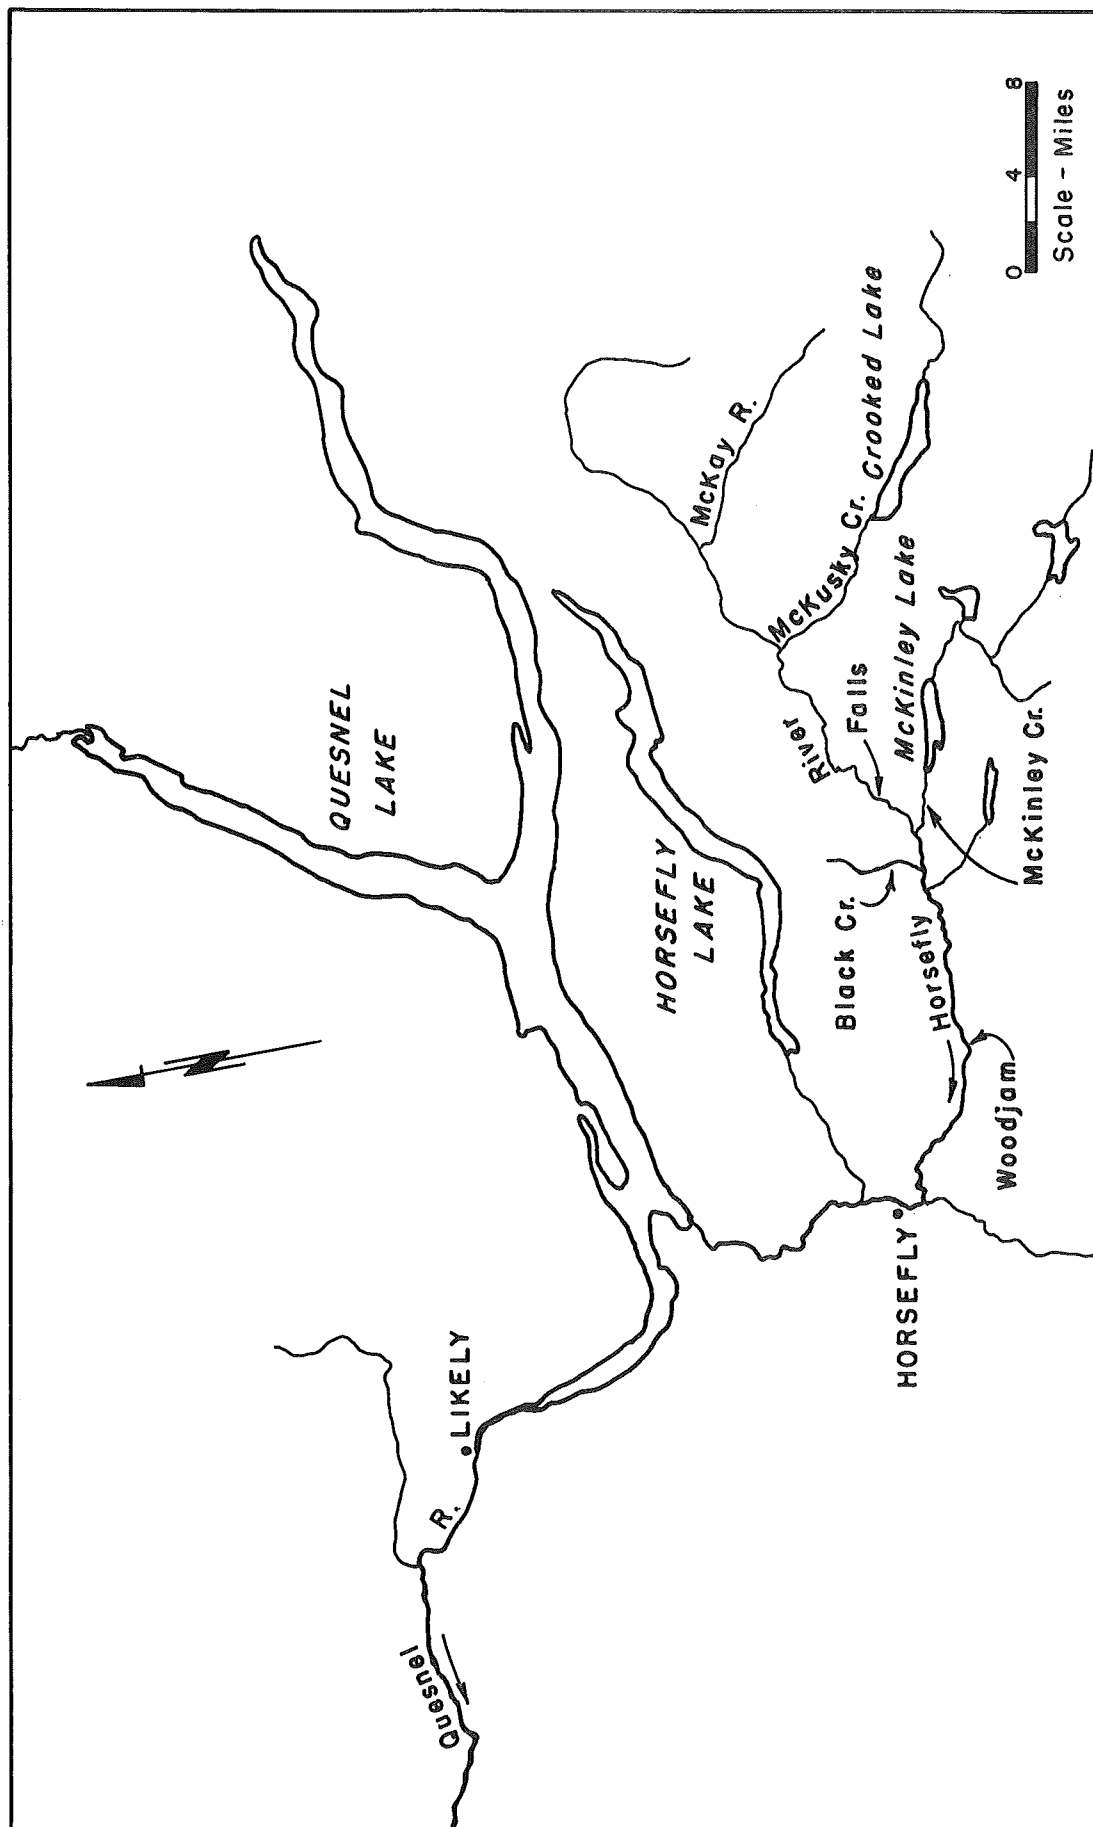 QUESNEL
LAKE
HORSEFLY
LAKE
LIKELY
Quesnel
R.
HORSEFLY
Horsefly
River
Black Cr.
Falls
Woodjam
McKay R.
McKusky Cr.
Crooked Lake
McKinley Lake
McKinley Cr.
0 4 8
Scale - Miles